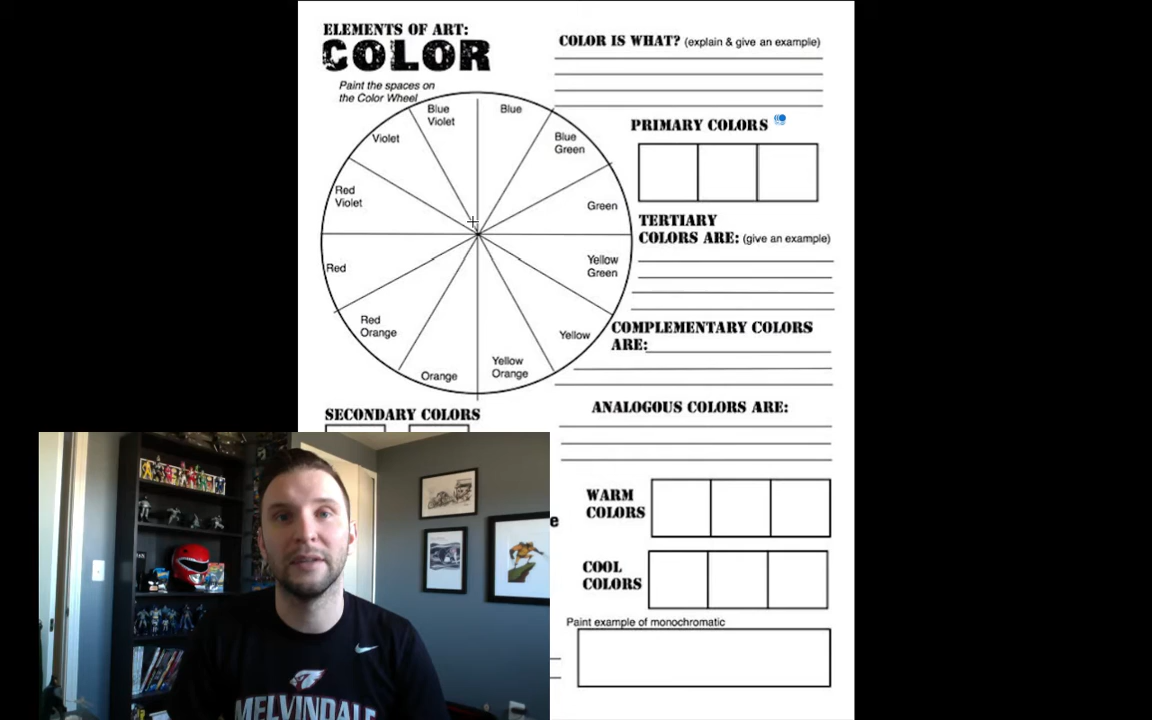 ELEMENTS OF ART:
COLOR
Paint the spaces on
the Color Wheel
Blue
Violet
Blue
Violet
Blue
Green
Red
Violet
Green
Red
Yellow
Green
Red
Orange
Yellow
Orange
Yellow
Orange
SECONDARY COLORS
COLOR IS WHAT? (explain & give an example)
PRIMARY COLORS
TERTIARY
COLORS ARE: (give an example)
COMPLEMENTARY COLORS
ARE:
ANALOGOUS COLORS ARE:
e
WARM
COLORS
COOL
COLORS
Paint example of monochromatic
MELVINDALE